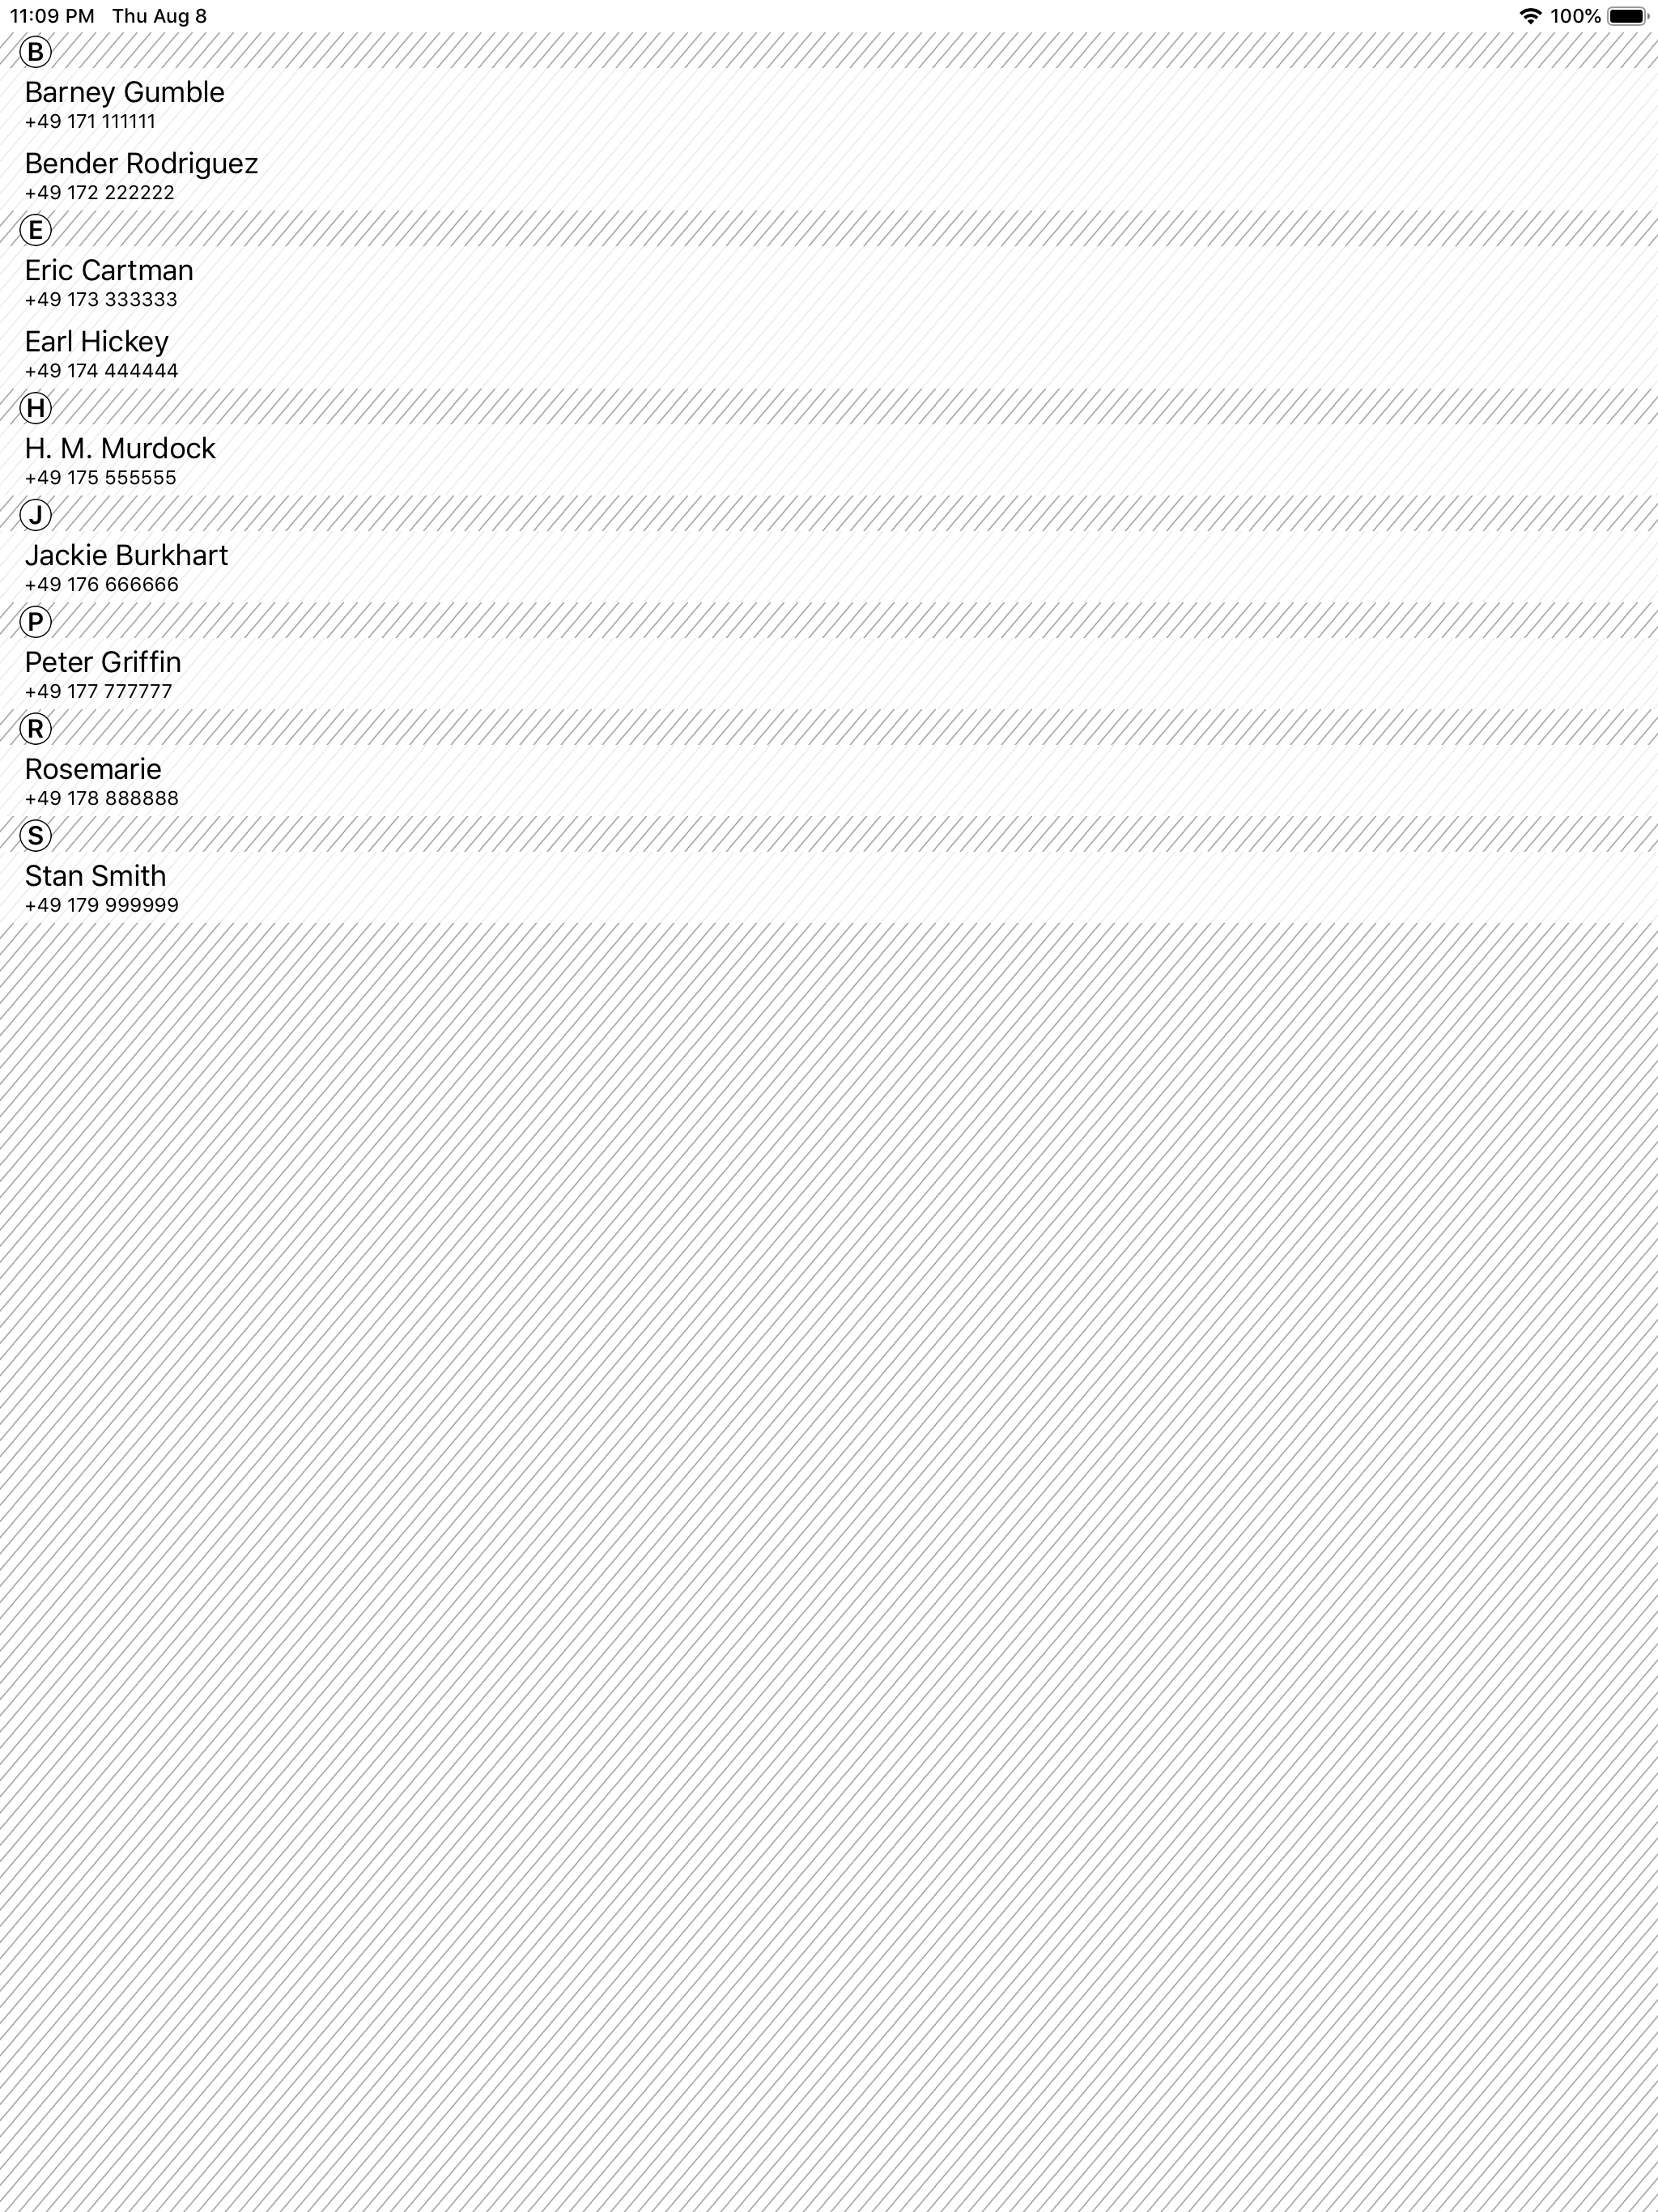 11:09 PM Thu Aug 8 100%
B
Barney Gumble
+49 171 111111
Bender Rodriguez
+49 172 222222
E
Eric Cartman
+49 173 333333
Earl Hickey
+49 174 444444
H
H. M. Murdock
+49 175 555555
J
Jackie Burkhart
+49 176 666666
P
Peter Griffin
+49 177 777777
R
Rosemarie
+49 178 888888
S
Stan Smith
+49 179 999999